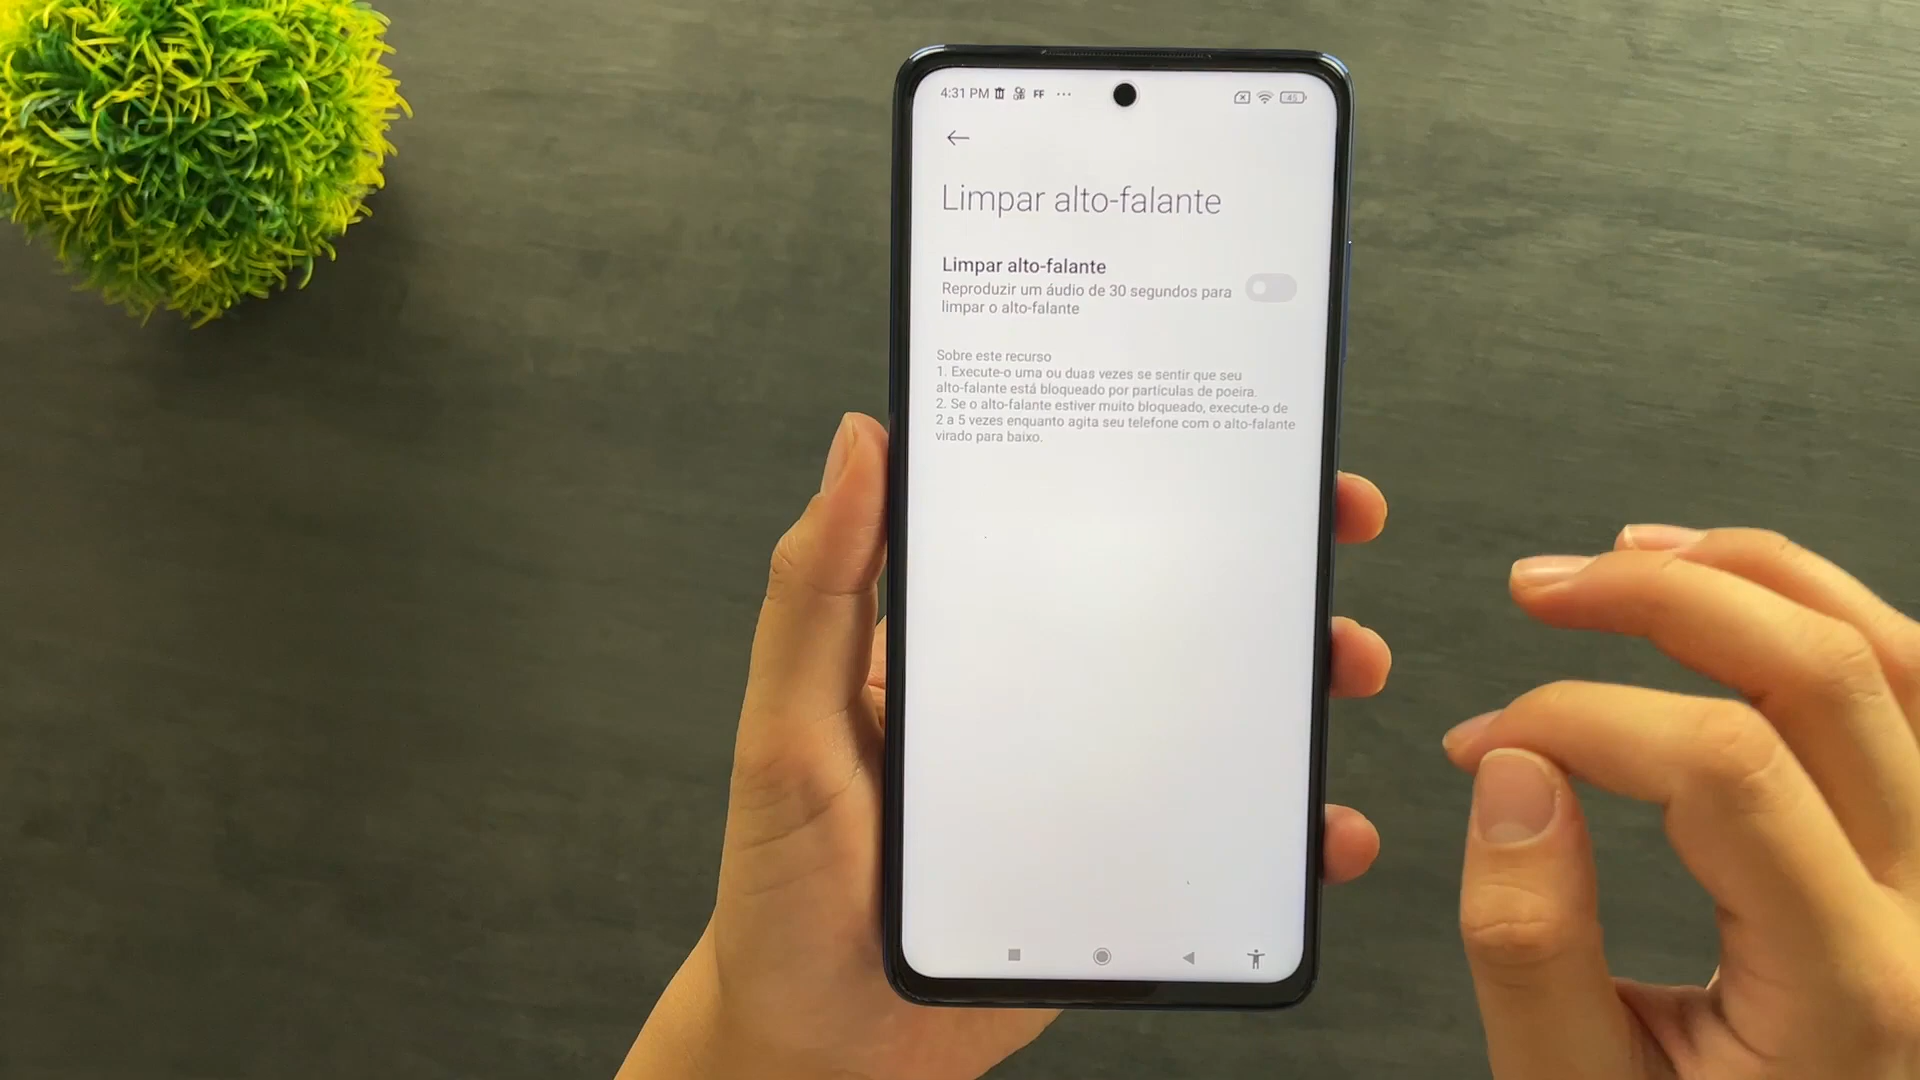 4:31 PM FF ...
45
Limpar alto-falante
Limpar alto-falante
Reproduzir um áudio de 30 segundos para
limpar o alto-falante
Sobre este recurso
1. Execute-o uma ou duas vezes se sentir que seu
alto-falante está bloqueado por partículas de poeira.
2. Se o alto-falante estiver muito bloqueado, execute-o de
2 a 5 vezes enquanto agita seu telefone com o alto-falante
virado para baixo.